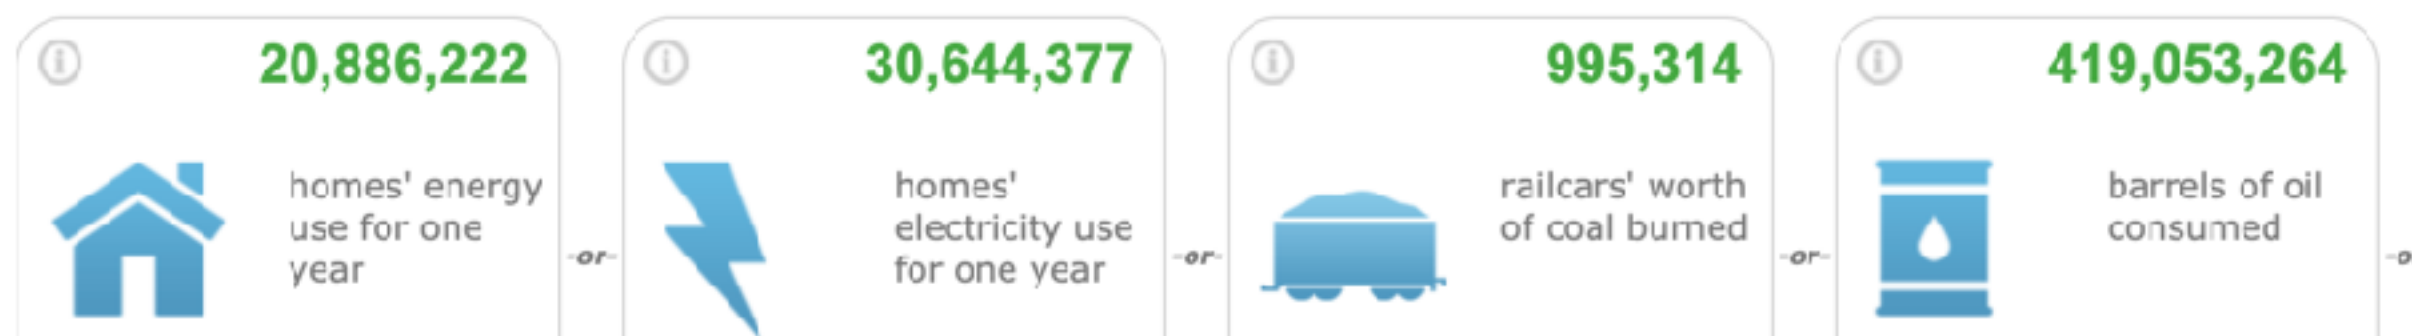 20,886,222
homes' energy
use for one
year
-or-
30,644,377
homes'
electricity use
for one year
-or-
995,314
railcars' worth
of coal burned
-or-
419,053,264
barrels of oil
consumed